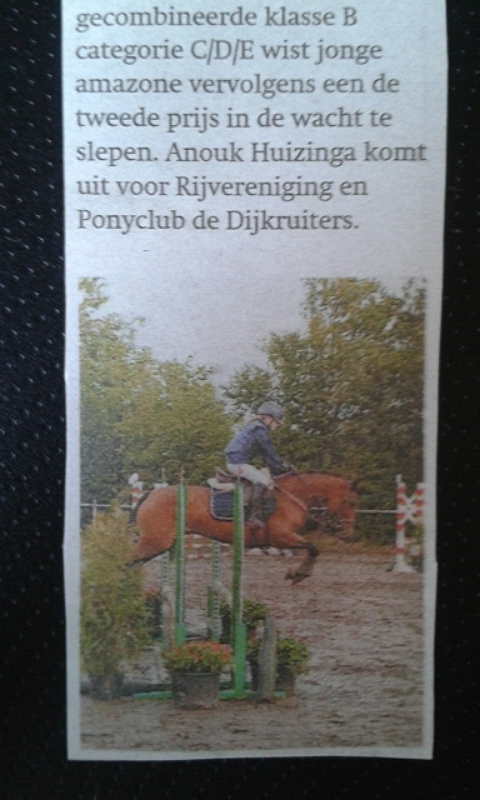 gecombineerde klasse B
categorie C/D/E wist jonge
amazone vervolgens een de
tweede prijs in de wacht te
slepen. Anouk Huizinga komt
uit voor Rijvereniging en
Ponyclub de Dijkruiters.